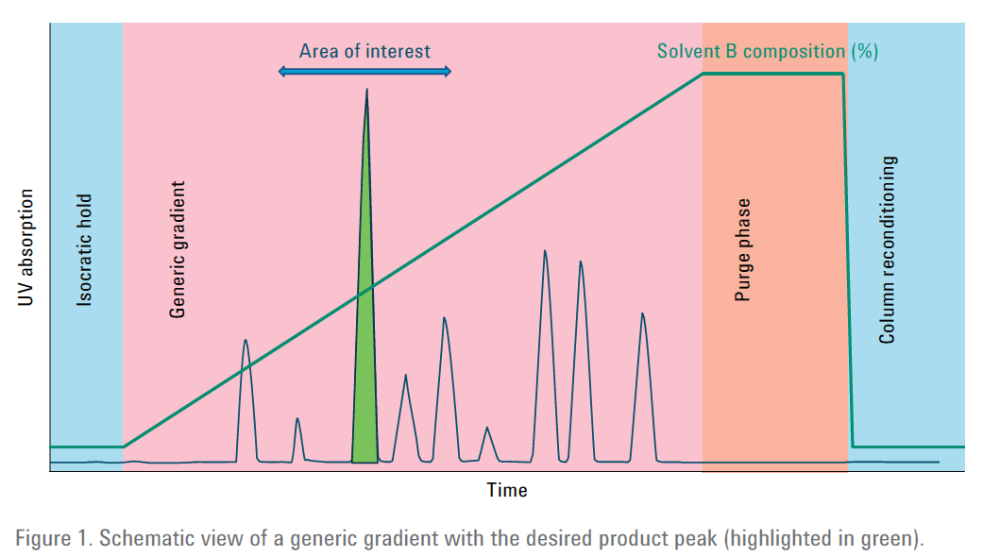 Area of interest
Solvent B composition (%)
UV absorption
Isocratic hold
Generic gradient
Purge phase
Column reconditioning
Time
Figure 1. Schematic view of a generic gradient with the desired product peak (highlighted in green).